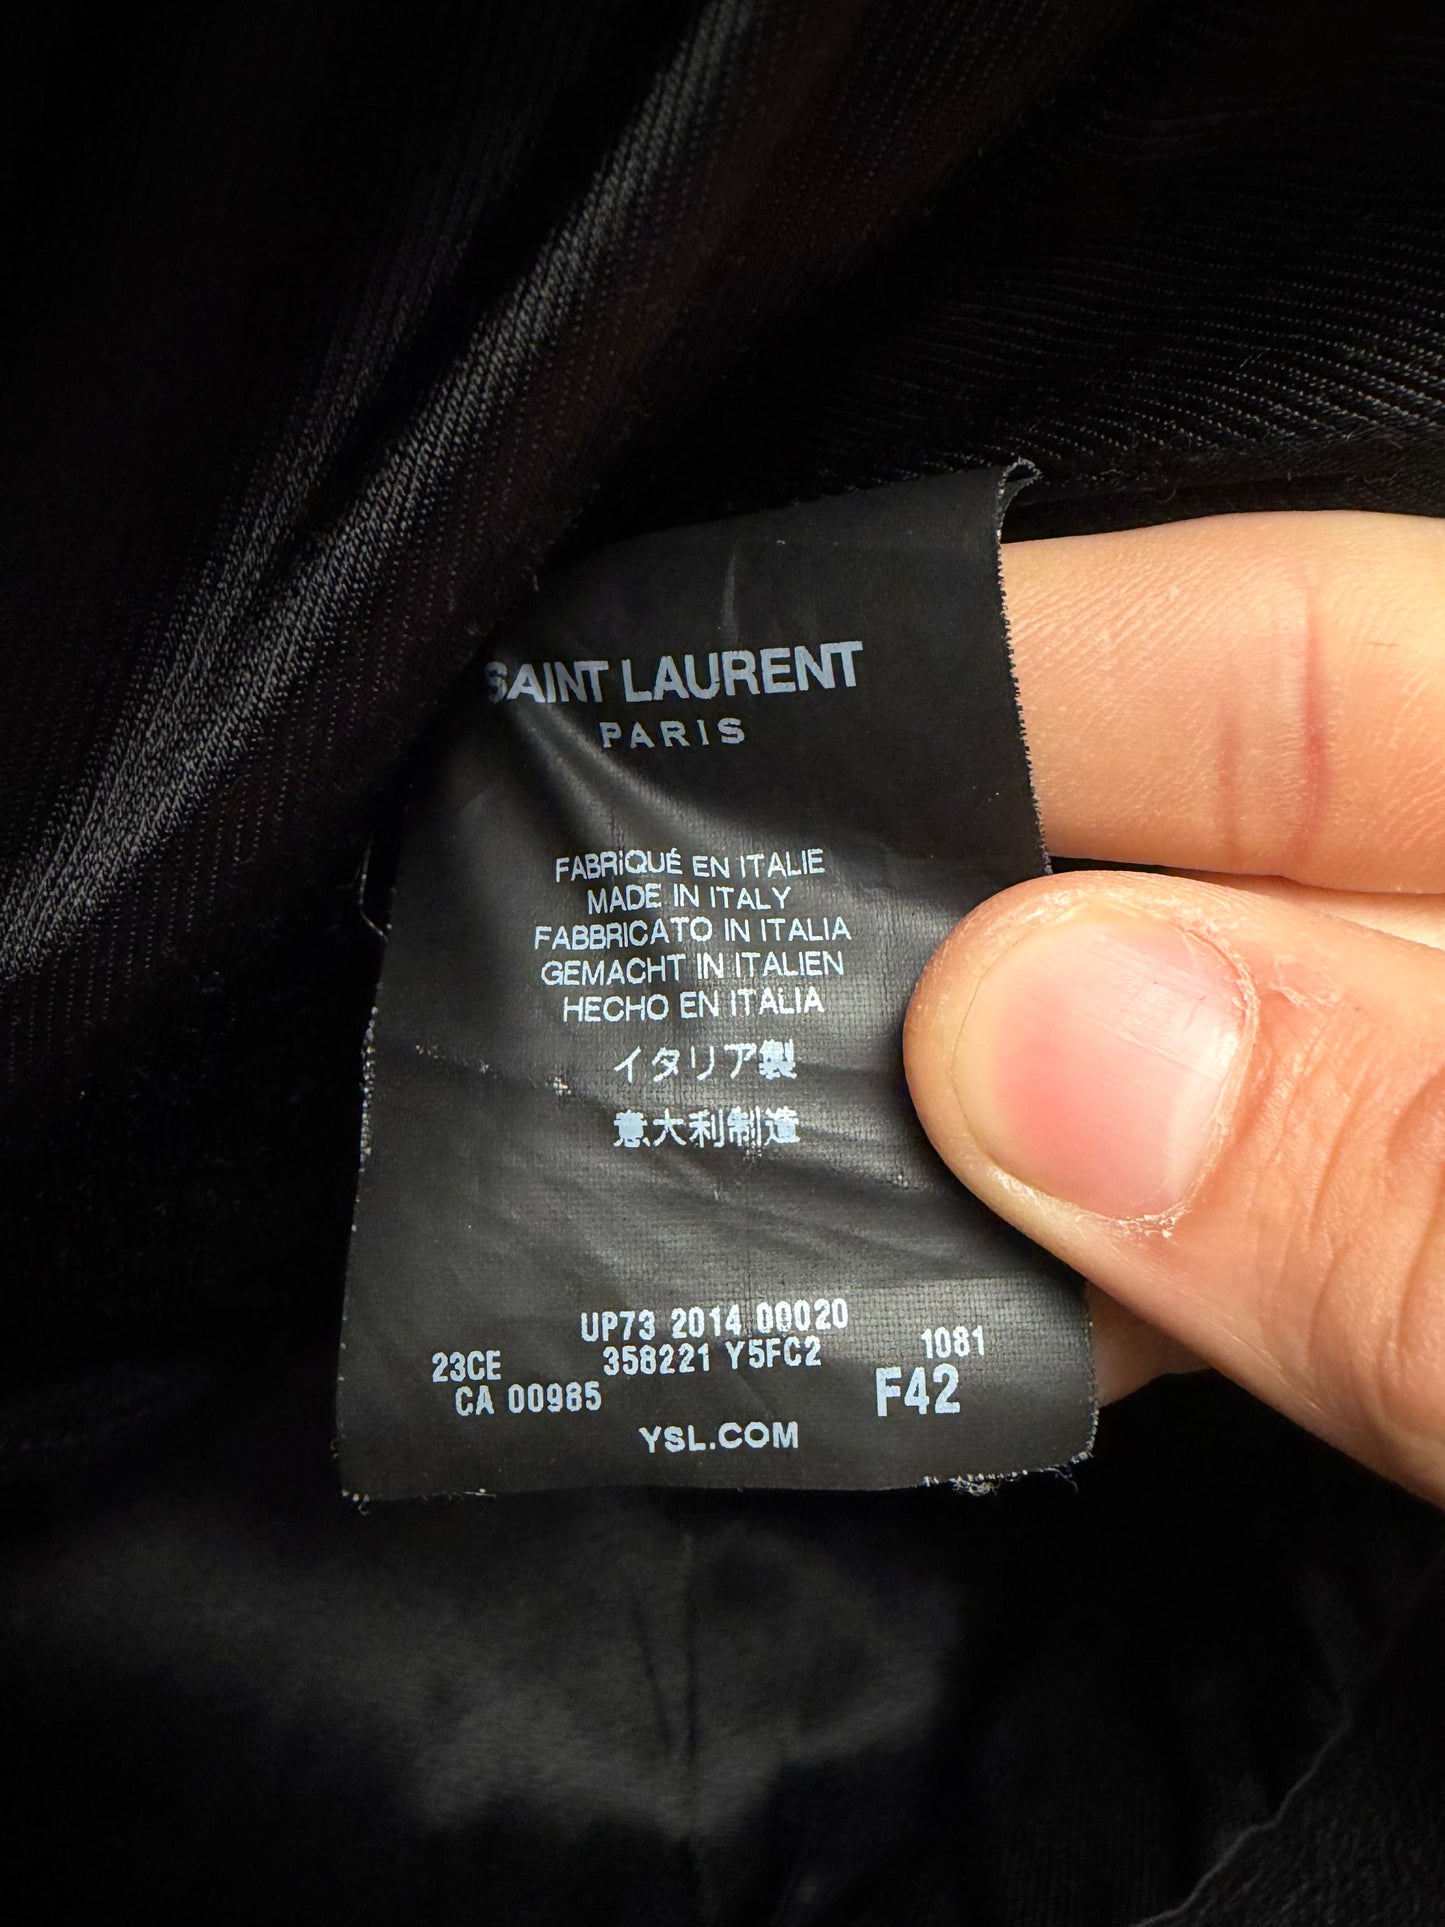 SAINT LAURENT
PARIS
FABRIQUÉ EN ITALIE
MADE IN ITALY
FABBRICATO IN ITALIA
GEMACHT IN ITALIEN
HECHO EN ITALIA
イタリア製
意大利制造
UP73 2014 00020
23CE 358221 Y5FC2 1081
CA 00985 F42
YSL.COM